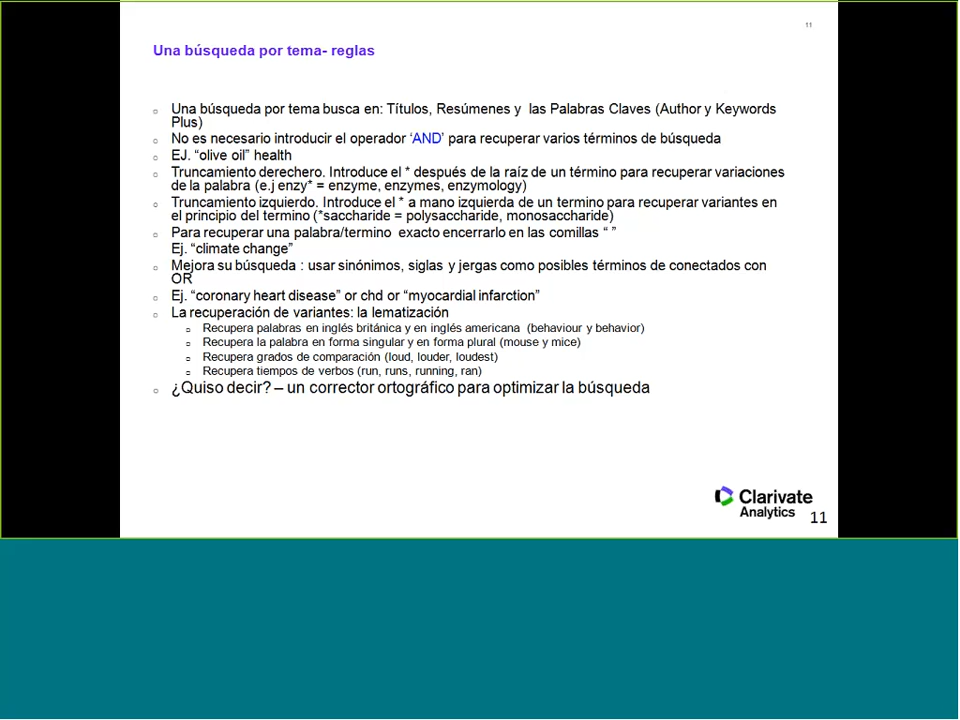 11
Una búsqueda por tema- reglas
Una búsqueda por tema busca en: Títulos, Resúmenes y las Palabras Claves (Author y Keywords
Plus)
No es necesario introducir el operador ‘AND’ para recuperar varios términos de búsqueda
EJ. “olive oil” health
Truncamiento derechero. Introduce el * después de la raíz de un término para recuperar variaciones
de la palabra (e.j enzy* = enzyme, enzymes, enzymology)
Truncamiento izquierdo. Introduce el * a mano izquierda de un termino para recuperar variantes en
el principio del termino (*saccharide = polysaccharide, monosaccharide)
Para recuperar una palabra/termino exacto encerrarlo en las comillas “ ”
Ej. “climate change”
Mejora su búsqueda : usar sinónimos, siglas y jergas como posibles términos de conectados con
OR
Ej. “coronary heart disease” or chd or “myocardial infarction”
La recuperación de variantes: la lematización
Recupera palabras en inglés británica y en inglés americana (behaviour y behavior)
Recupera la palabra en forma singular y en forma plural (mouse y mice)
Recupera grados de comparación (loud, louder, loudest)
Recupera tiempos de verbos (run, runs, running, ran)
¿Quiso decir? – un corrector ortográfico para optimizar la búsqueda
Clarivate
Analytics
11